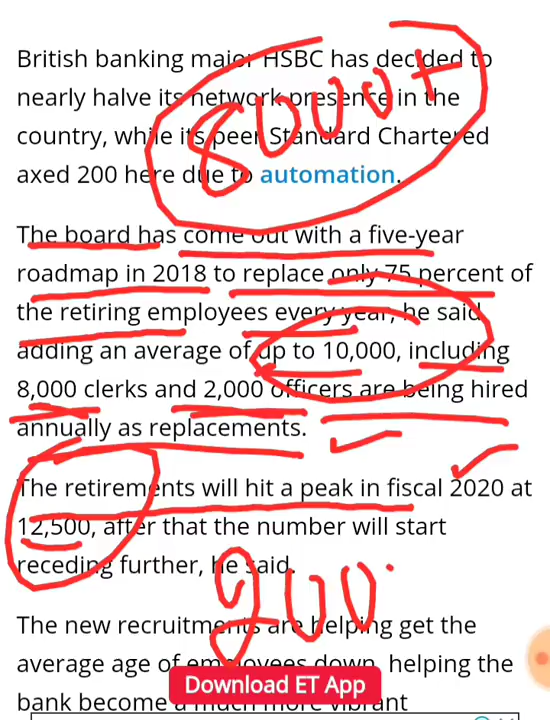 British banking major HSBC has decided to
nearly halve its network presence in the
country, while its peer Standard Chartered
axed 200 here due to automation.
8000+
The board has come out with a five-year
roadmap in 2018 to replace only 75 percent of
the retiring employees every year, he said,
adding an average of up to 10,000, including
8,000 clerks and 2,000 officers are being hired
annually as replacements.
The retirements will hit a peak in fiscal 2020 at
12,500, after that the number will start
receding further, he said.
The new recruitments are helping get the
average age of employees down, helping the
Download ET App
bank become a much more vibrant